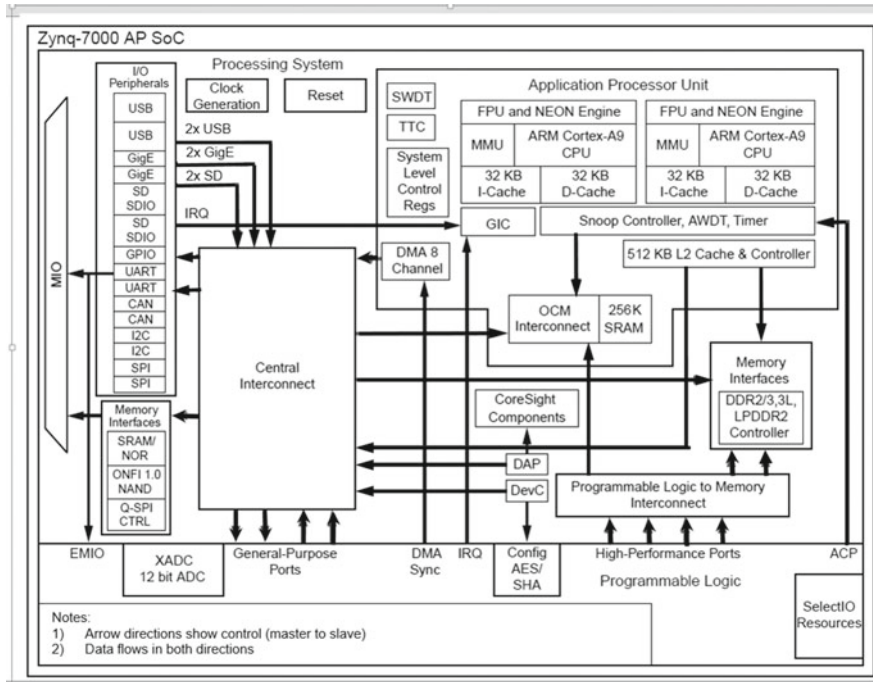 Zynq-7000 AP SoC
I/O
Peripherals
USB
USB
GigE
GigE
SD
SDIO
SD
SDIO
GPIO
UART
UART
CAN
CAN
I2C
I2C
SPI
SPI
MIO
Memory
Interfaces
SRAM/
NOR
ONFI 1.0
NAND
Q-SPI
CTRL
Processing System
Clock
Generation
Reset
2x USB
2x GigE
2x SD
IRQ
Central
Interconnect
SWDT
TTC
System
Level
Control
Regs
DMA 8
Channel
Application Processor Unit
FPU and NEON Engine
MMU
ARM Cortex-A9
CPU
32 KB
I-Cache
32 KB
D-Cache
FPU and NEON Engine
MMU
ARM Cortex-A9
CPU
32 KB
I-Cache
32 KB
D-Cache
GIC
Snoop Controller, AWDT, Timer
512 KB L2 Cache & Controller
OCM
Interconnect
256K
SRAM
Memory
Interfaces
DDR2/3,3L,
LPDDR2
Controller
CoreSight
Components
DAP
DevC
Programmable Logic to Memory
Interconnect
EMIO
XADC
12 bit ADC
General-Purpose
Ports
DMA
Sync
IRQ
Config
AES/
SHA
High-Performance Ports
ACP
Programmable Logic
SelectIO
Resources
Notes:
1) Arrow directions show control (master to slave)
2) Data flows in both directions